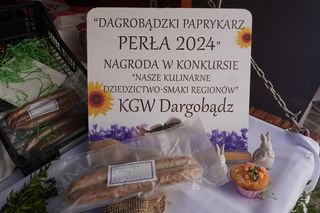 "DAGROBĄDZKI PAPRYKARZ
PERŁA 2024"
NAGRODA W KONKURSIE
"NASZE KULINARNE
DZIEDZICTWO-SMAKI REGIONÓW"
KGW Dargobądz